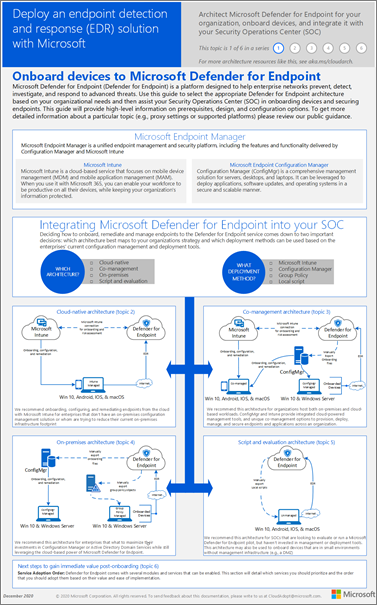 Deploy an endpoint detection
and response (EDR) solution
with Microsoft
Architect Microsoft Defender for Endpoint for your
organization, onboard devices, and integrate it with
your Security Operations Center (SOC)
This topic is 1 of 6 in a series
1
2
3
4
5
6
For more architecture resources like this, see aka.ms/cloudarch.
Onboard devices to Microsoft Defender for Endpoint
Microsoft Defender for Endpoint (Defender for Endpoint) is a platform designed to help enterprise networks prevent, detect,
investigate, and respond to advanced threats. Use this guide to select the appropriate Defender for Endpoint architecture
based on your organizational needs and then assist your Security Operations Center (SOC) in onboarding devices and securing
endpoints. This guide will provide high-level information on prerequisites, design, and configuration options. To get more
detailed information about a particular topic (e.g., proxy settings or supported platforms) please review our public guidance.
Microsoft Endpoint Manager
Microsoft Endpoint Manager is a unified endpoint management and security platform, including the features and functionality delivered by
Configuration Manager and Microsoft Intune
Microsoft Intune
Microsoft Intune is a cloud-based service that focuses on mobile device
management (MDM) and mobile application management (MAM).
When you use it with Microsoft 365, you can enable your workforce to
be productive on all their devices, while keeping your organization's
information protected.
Microsoft Endpoint Configuration Manager
Configuration Manager (ConfigMgr) is a comprehensive management
solution for servers, desktops, and laptops. It can be leveraged to
deploy applications, software updates, and operating systems in a
secure and scalable manner.
Integrating Microsoft Defender for Endpoint into your SOC
Deciding how to onboard, remediate and manage endpoints to the Defender for Endpoint service comes down to two important
decisions: which architecture best maps to your organizations strategy and which deployment methods can be used based on the
enterprises' current configuration management and deployment tools.
WHICH
ARCHITECTURE?
Cloud-native
Co-management
On-premises
Script and evaluation
WHAT
DEPLOYMENT
METHOD?
Microsoft Intune
Configuration Manager
Group Policy
Local script
Cloud-native architecture (topic 2)
Microsoft
Intune
Defender for
Endpoint
Win 10, Android, IOS, & macOS
We recommend onboarding, configuring, and remediating endpoints from the cloud
with Microsoft Intune for enterprises that don't have an on-premises configuration
management solution or whom are trying to reduce their current on-premises
infrastructure footprint.
Co-management architecture (topic 3)
Microsoft
Intune
Defender for
Endpoint
ConfigMgr
Win 10, Android, IOS, & macOS
Win 10 & Windows Server
We recommend this architecture for organizations host both on-premises and cloud-
based workloads. ConfigMgr and Intune provide integrated cloud-powered
management tools and unique co-management options to provision, deploy,
manage, and secure endpoints and applications across an organization.
On-premises architecture (topic 4)
Defender for
Endpoint
ConfigMgr
Win 10 & Windows Server
Win 10 & Windows Server
We recommend this architecture for enterprises that what to maximize their
investments in Configuration Manager or Active Directory Domain Services while still
leveraging the cloud-based power of Microsoft Defender for Endpoint.
Script and evaluation architecture (topic 5)
Defender for
Endpoint
Win 10, Android, IOS, & macOS
We recommend this architecture for SOCs that are looking to evaluate or run a Microsoft
Defender for Endpoint pilot, but haven't invested in management or deployment tools.
This architecture may also be used to onboard devices that are in small environments
without management infrastructure (e.g. a DMZ)
Next steps to gain immediate value post-onboarding (topic 6)
Service Adoption Order: Defender for Endpoint comes with several modules and services that can be enabled. This section will detail which services you should prioritize and the order
that you should adopt them based on their value and ease of implementation.
December 2020
© 2020 Microsoft Corporation. All rights reserved. To send feedback about this documentation, please write to us at CloudAdopt@microsoft.com.
Microsoft